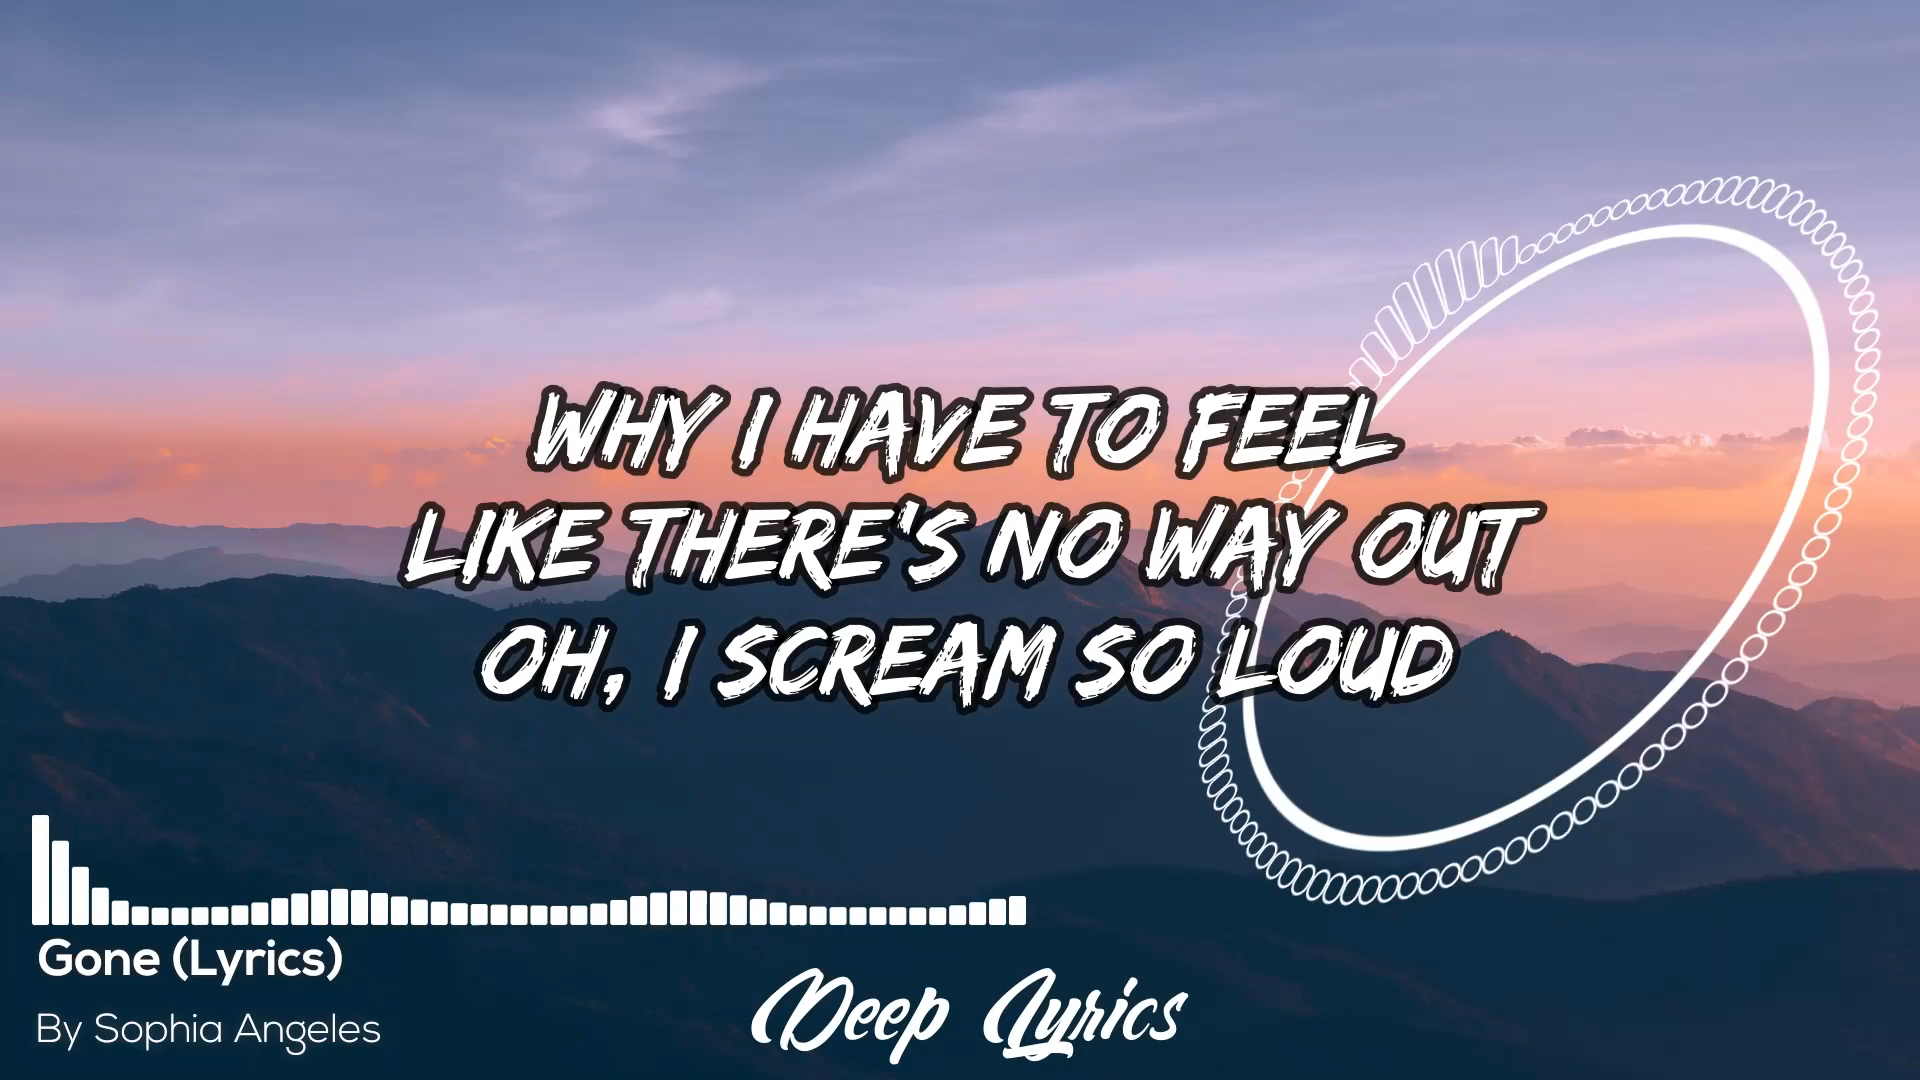 WHY I HAVE TO FEEL
LIKE THERE'S NO WAY OUT
OH, I SCREAM SO LOUD
Gone (Lyrics)
By Sophia Angeles
Deep Lyrics